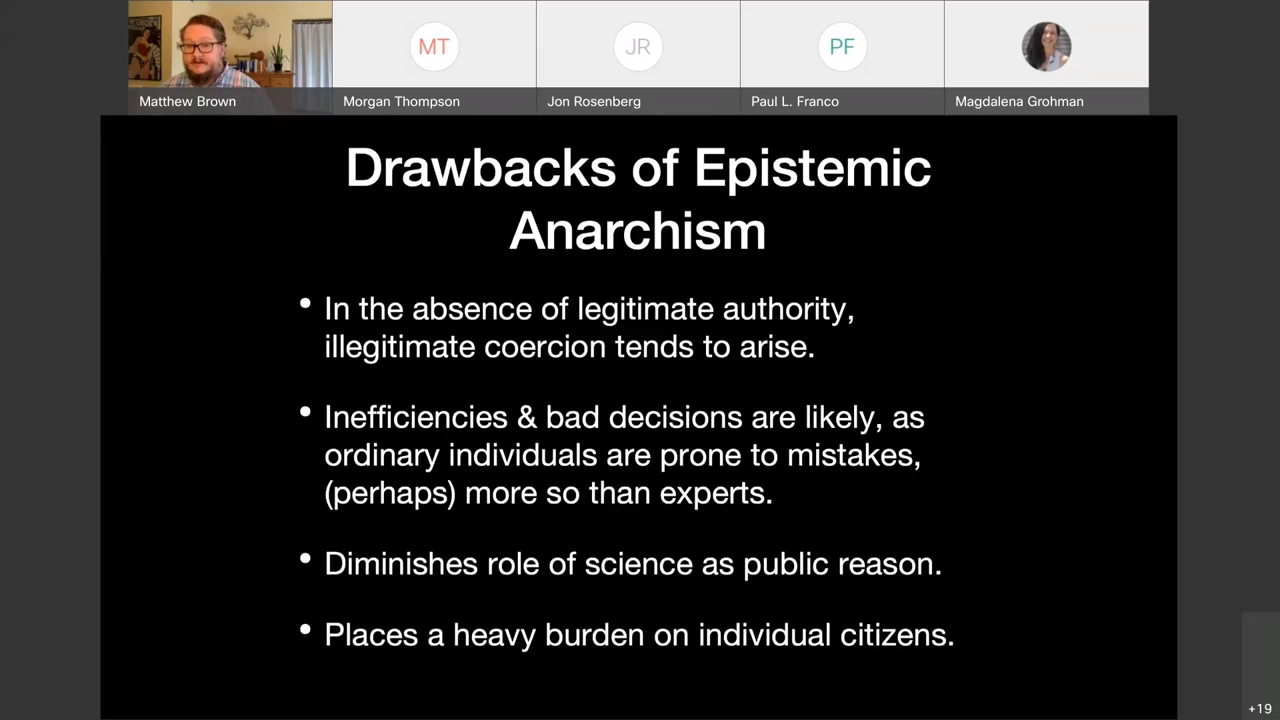 MT
JR
PF
Matthew Brown
Morgan Thompson
Jon Rosenberg
Paul L. Franco
Magdalena Grohman
Drawbacks of Epistemic
Anarchism
• In the absence of legitimate authority,
illegitimate coercion tends to arise.
• Inefficiencies & bad decisions are likely, as
ordinary individuals are prone to mistakes,
(perhaps) more so than experts.
• Diminishes role of science as public reason.
• Places a heavy burden on individual citizens.
+19